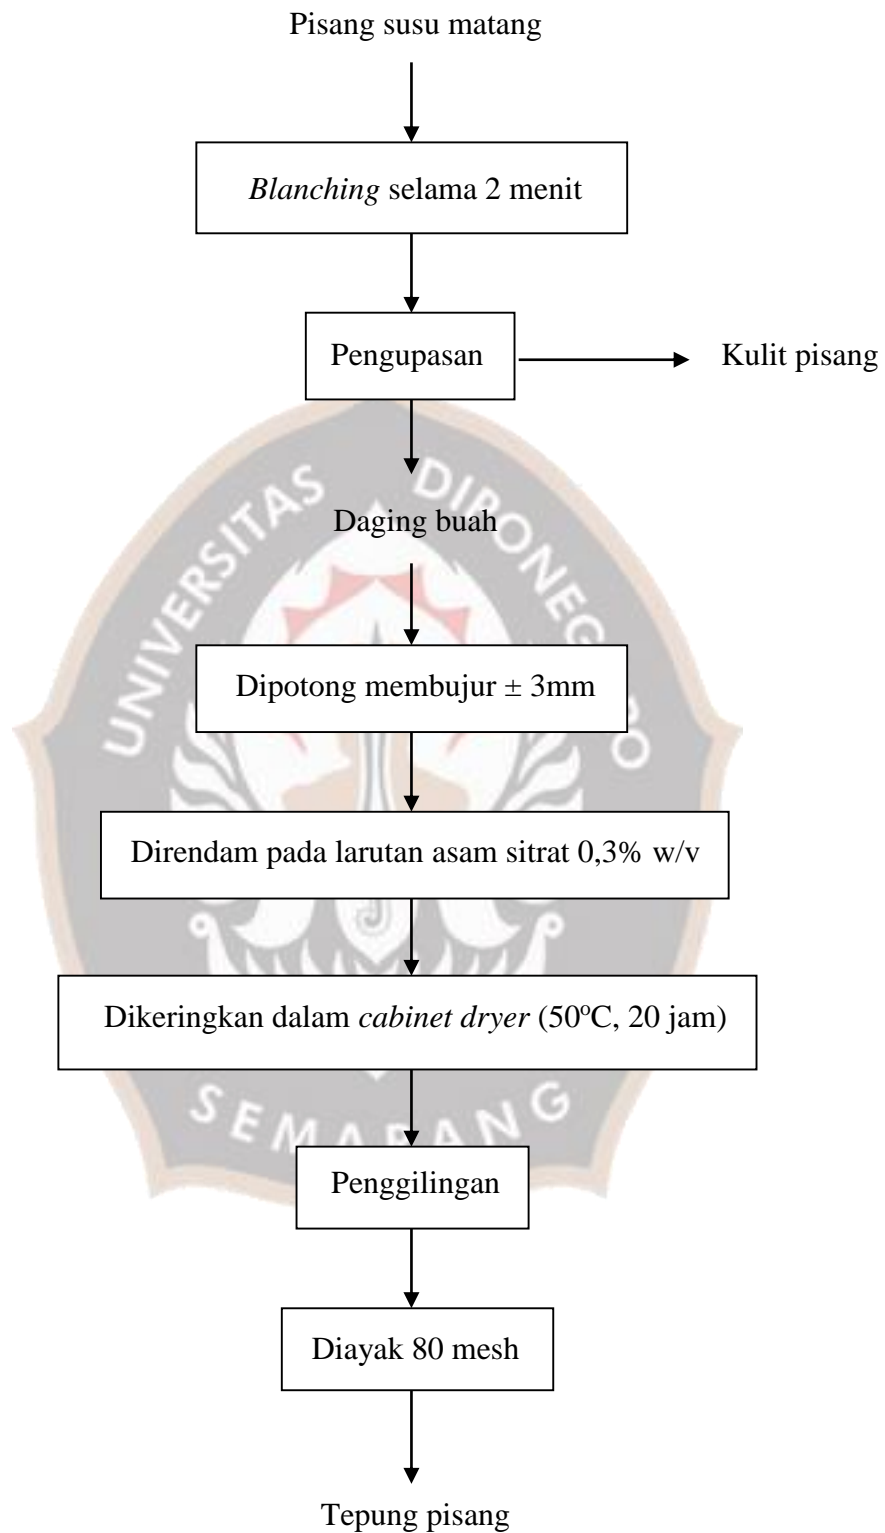 Pisang susu matang
Blanching selama 2 menit
Pengupasan
Kulit pisang
Daging buah
Dipotong membujur ± 3mm
Direndam pada larutan asam sitrat 0,3% w/v
Dikeringkan dalam cabinet dryer (50°C, 20 jam)
Penggilingan
Diayak 80 mesh
Tepung pisang
UNIVERSITAS DIPONEGORO
SEMARANG